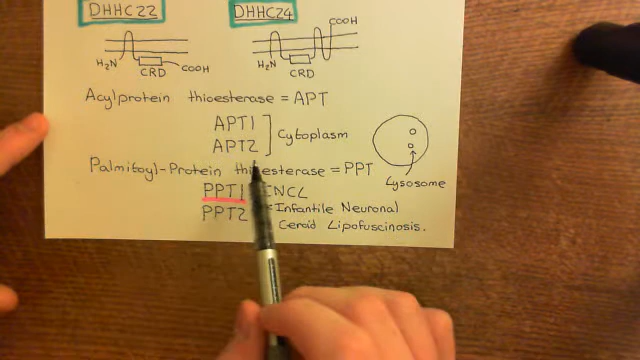 DHHC22 DHHC24
COOH
H₂N CRD COOH H₂N CRD
Acylprotein thioesterase = APT
APT1
APT2 Cytoplasm
Palmitoyl-Protein thioesterase = PPT
Lysosome
PPT1 INCL
PPT2 = Infantile Neuronal
Ceroid Lipofuscinosis.